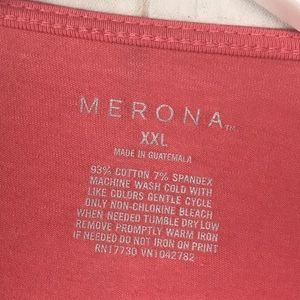 MERONA™
XXL
MADE IN GUATEMALA
93% COTTON 7% SPANDEX
MACHINE WASH COLD WITH
LIKE COLORS GENTLE CYCLE
ONLY NON-CHLORINE BLEACH
WHEN NEEDED TUMBLE DRY LOW
REMOVE PROMPTLY WARM IRON
IF NEEDED DO NOT IRON ON PRINT
RN17730 VN1042782